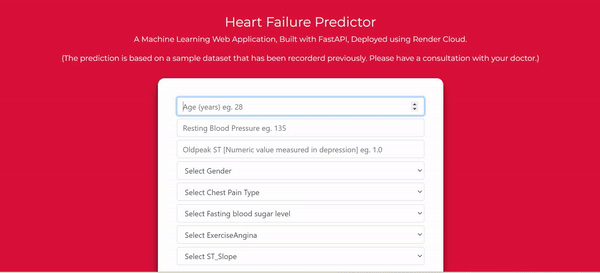 Heart Failure Predictor
A Machine Learning Web Application, Built with FastAPI, Deployed using Render Cloud.
(The prediction is based on a sample dataset that has been recorderd previously. Please have a consultation with your doctor.)
Age (years) eg. 28
Resting Blood Pressure eg. 135
Oldpeak ST [Numeric value measured in depression] eg. 1.0
Select Gender
Select Chest Pain Type
Select Fasting blood sugar level
Select ExerciseAngina
Select ST_Slope